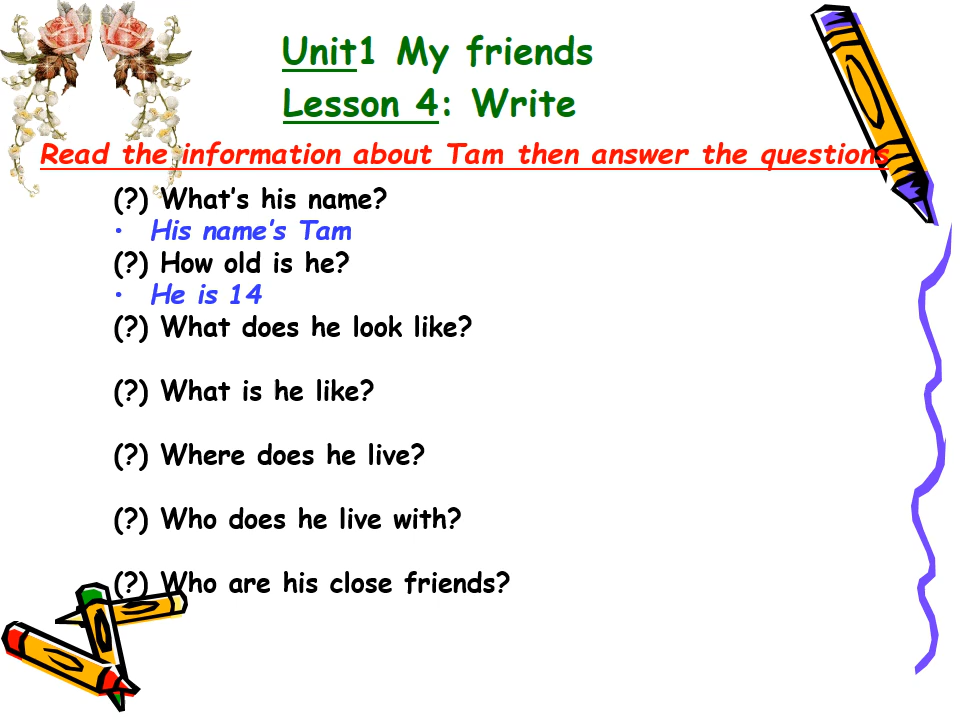 Unit1 My friends
Lesson 4: Write
Read the information about Tam then answer the questions
(?) What's his name?
• His name's Tam
(?) How old is he?
• He is 14
(?) What does he look like?
(?) What is he like?
(?) Where does he live?
(?) Who does he live with?
(?) Who are his close friends?